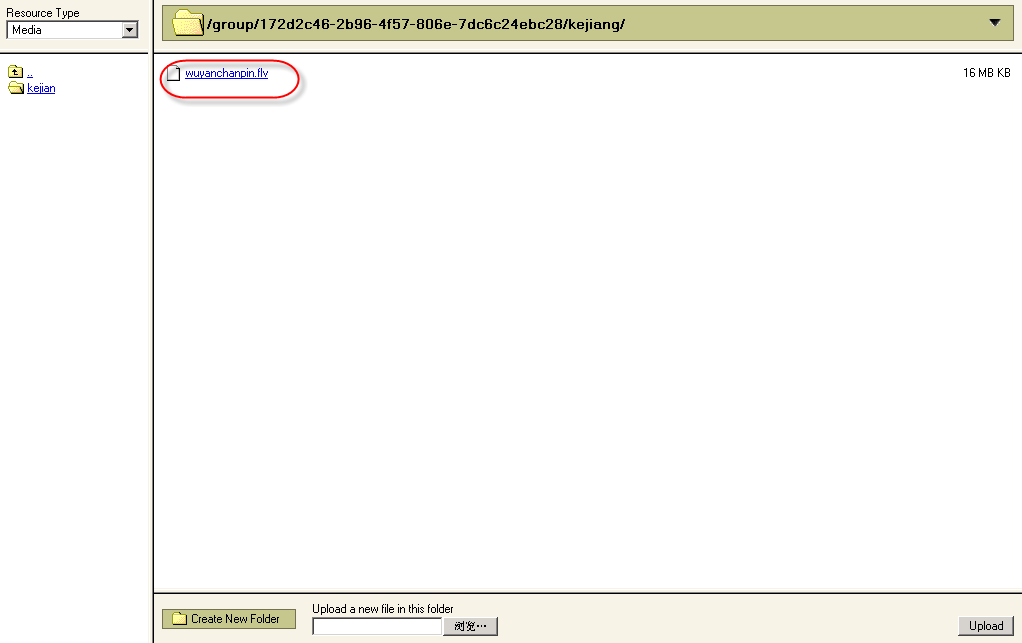 Resource Type
Media
..
kejian
/group/172d2c46-2b96-4f57-806e-7dc6c24ebc28/kejiang/
wuyanchanpin.flv
16 MB KB
Create New Folder
Upload a new file in this folder
浏览…
Upload